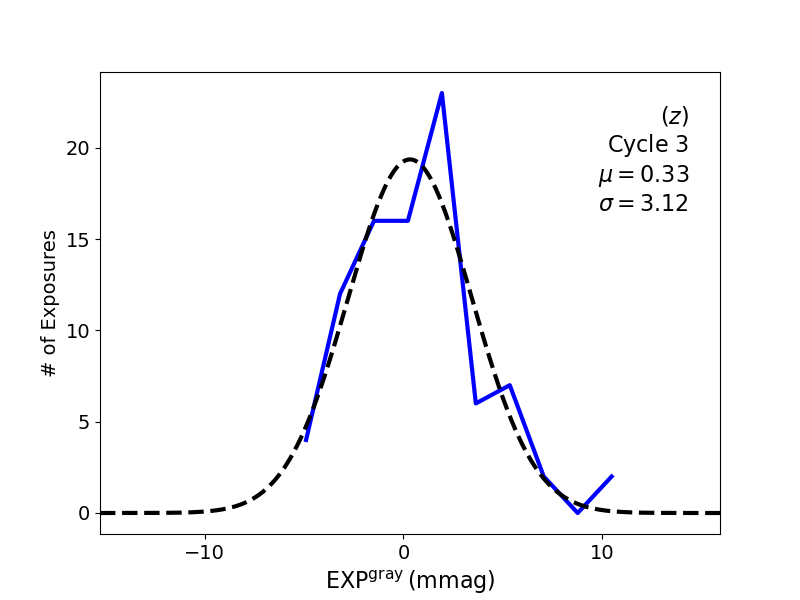 (z)
Cycle 3
μ = 0.33
σ = 3.12
20
15
10
5
0
# of Exposures
−10 0 10
EXP^gray (mmag)